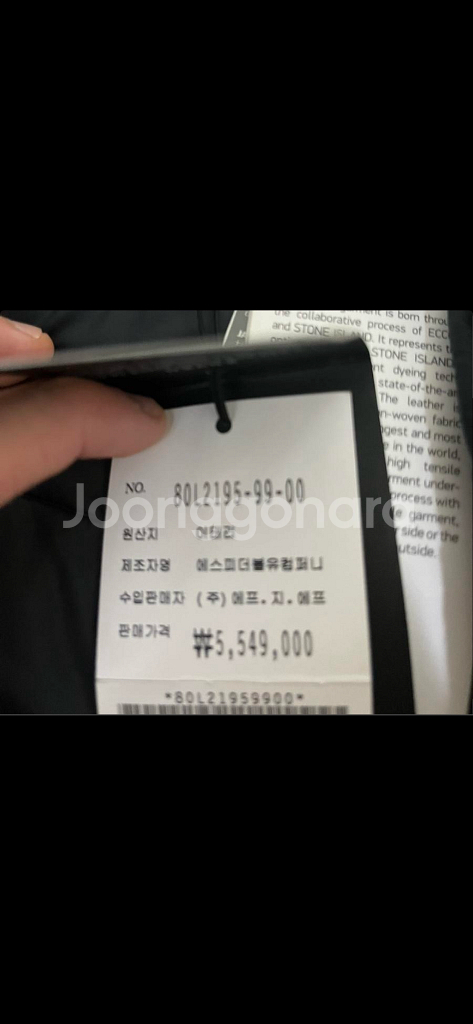 is born throu
the collaborative process of ECC
and STONE ISLAND. It represents t
STONE ISLAND
nt dyeing tech
state-of-the-a
The leather
n-woven fabric
gest and most
in the world,
high tensile
rment under-
process with
garment,
side or the
utside.
NO. 80L2195-99-00
Joonggonara
원산지 이태리
제조자명 에스피더블유컴퍼니
수입판매자 (주)에프.지.에프
판매가격 ₩5,549,000
*80L21959900*